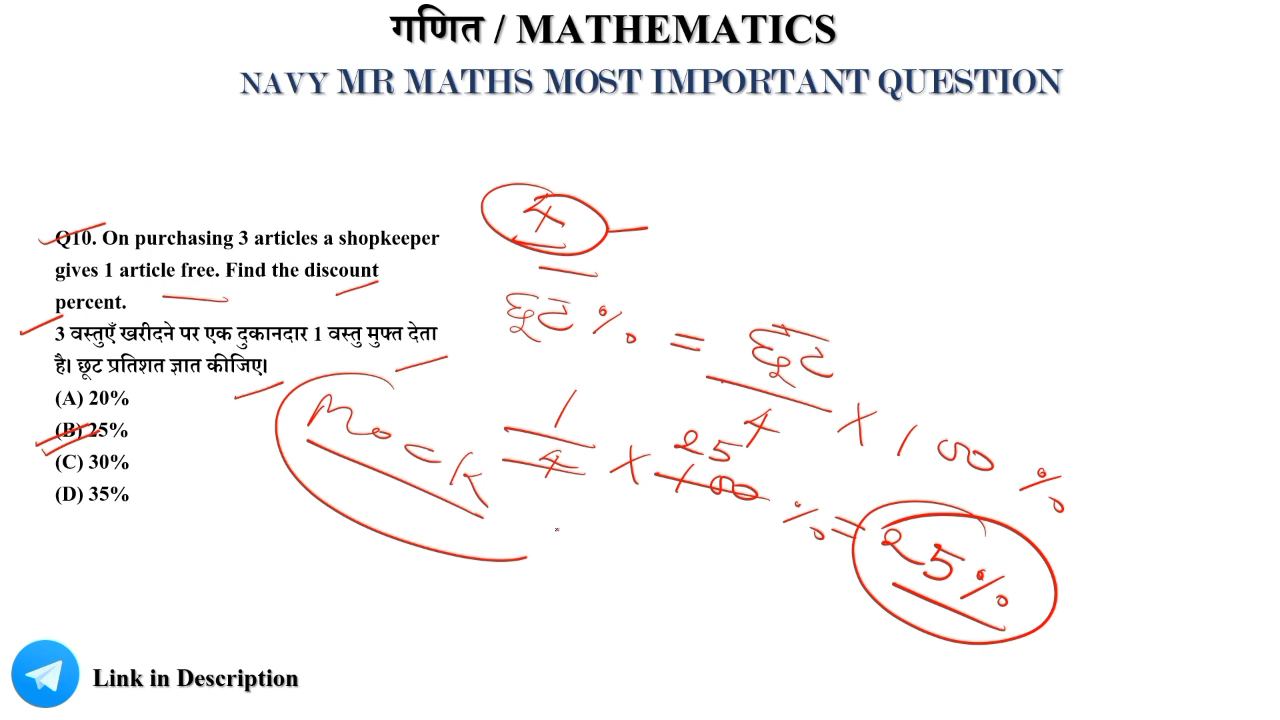 गणित / MATHEMATICS
NAVY MR MATHS MOST IMPORTANT QUESTION
Q10. On purchasing 3 articles a shopkeeper
gives 1 article free. Find the discount
percent.
3 वस्तुएँ खरीदने पर एक दुकानदार 1 वस्तु मुफ्त देता
है। छूट प्रतिशत ज्ञात कीजिए।
(A) 20%
(B) 25%
(C) 30%
(D) 35%
4
छूट % = छूट
4 × 100 %
Mock
1
4 × 100 % = 25%
25
Link in Description